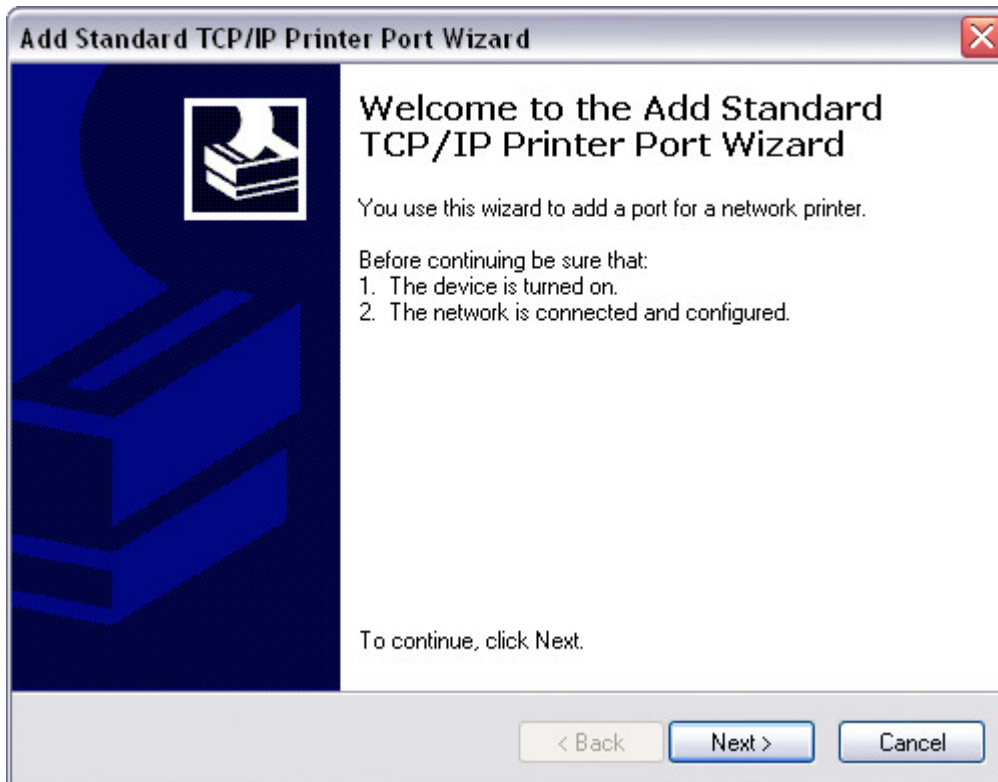 Add Standard TCP/IP Printer Port Wizard
Welcome to the Add Standard
TCP/IP Printer Port Wizard
You use this wizard to add a port for a network printer.
Before continuing be sure that:
1. The device is turned on.
2. The network is connected and configured.
To continue, click Next.
< Back
Next >
Cancel